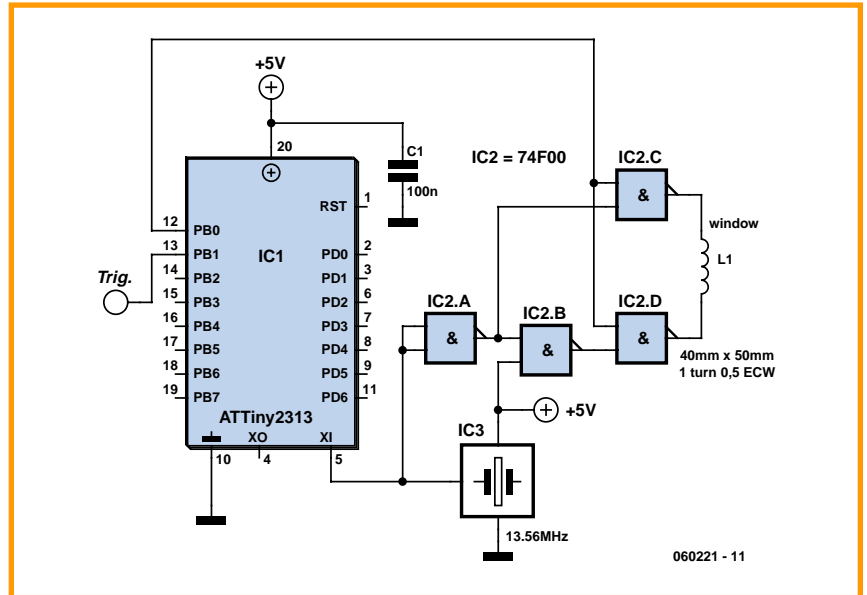 +5V
20
C1
100n
IC2 = 74F00
IC2.C
&
window
L1
RST
1
12
PB0
13
PB1
IC1
PD0
2
14
PB2
PD1
3
Trig.
15
PB3
PD2
6
16
PB4
PD3
7
17
PB5
PD4
8
18
PB6
PD5
9
19
PB7
PD6
11
ATTiny2313
XO
XI
10
4
5
IC2.A
&
IC2.B
&
IC2.D
&
40mm x 50mm
1 turn 0,5 ECW
+5V
IC3
13.56MHz
060221 - 11